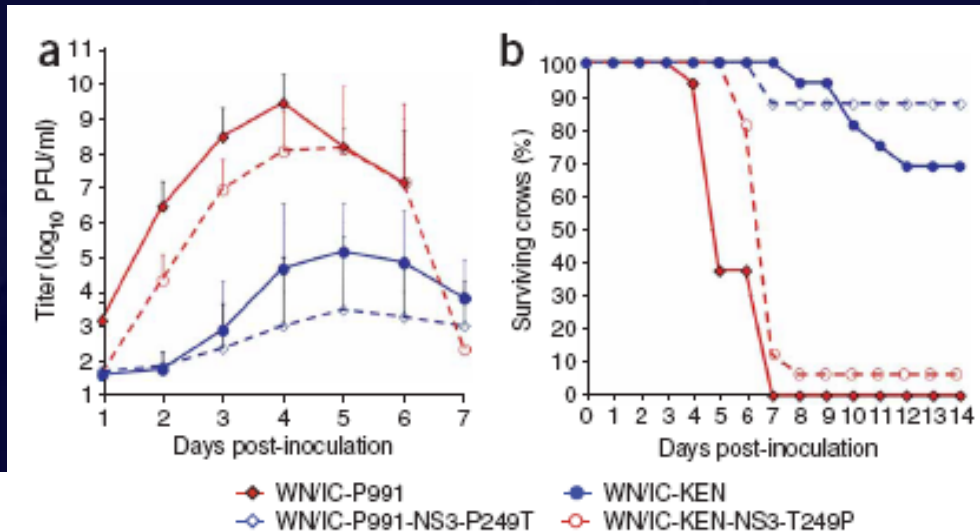 a
11
10
9
8
7
6
5
4
3
2
1
Titer (log10 PFU/ml)
1 2 3 4 5 6 7
Days post-inoculation
b
100
90
80
70
60
50
40
30
20
10
0
Surviving crows (%)
0 1 2 3 4 5 6 7 8 9 10 11 12 13 14
Days post-inoculation
WN/IC-P991 WN/IC-KEN
WN/IC-P991-NS3-P249T WN/IC-KEN-NS3-T249P